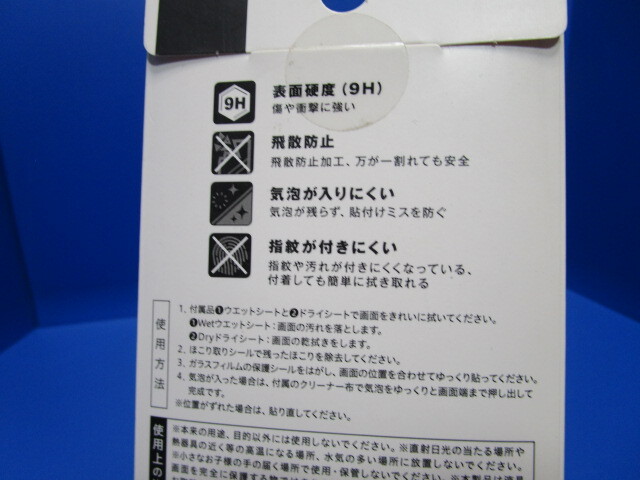 9H
表面硬度（9H）
傷や衝撃に強い
飛散防止
飛散防止加工、万が一割れても安全
気泡が入りにくい
気泡が残らず、貼付けミスを防ぐ
指紋が付きにくい
指紋や汚れが付きにくくなっている、
付着しても簡単に拭き取れる
使用方法
1、付属品❶ウエットシートと❷ドライシートで画面をきれいに拭いてください。
❶Wetウエットシート：画面の汚れを落とします。
❷Dryドライシート：画面の乾拭きをします。
2、ほこり取りシールで残ったほこりを除去してください。
3、ガラスフィルムの保護シールをはがし、画面の位置を合わせてゆっくり貼ってください。
4、気泡が入った場合は、付属のクリーナー布で気泡をゆっくりと画面端まで押し出して
完成です。
※位置がずれた場合は、貼り直してください。
使用上の
※本来の用途、目的以外には使用しないでください。※直射日光の当たる場所や
熱器具の近く等の高温になる場所、水気の多い場所に放置しないでください。
※小さなお子様の手の届く場所で使用・保管しないでください。※本製品は液晶
画面を完全に保護する